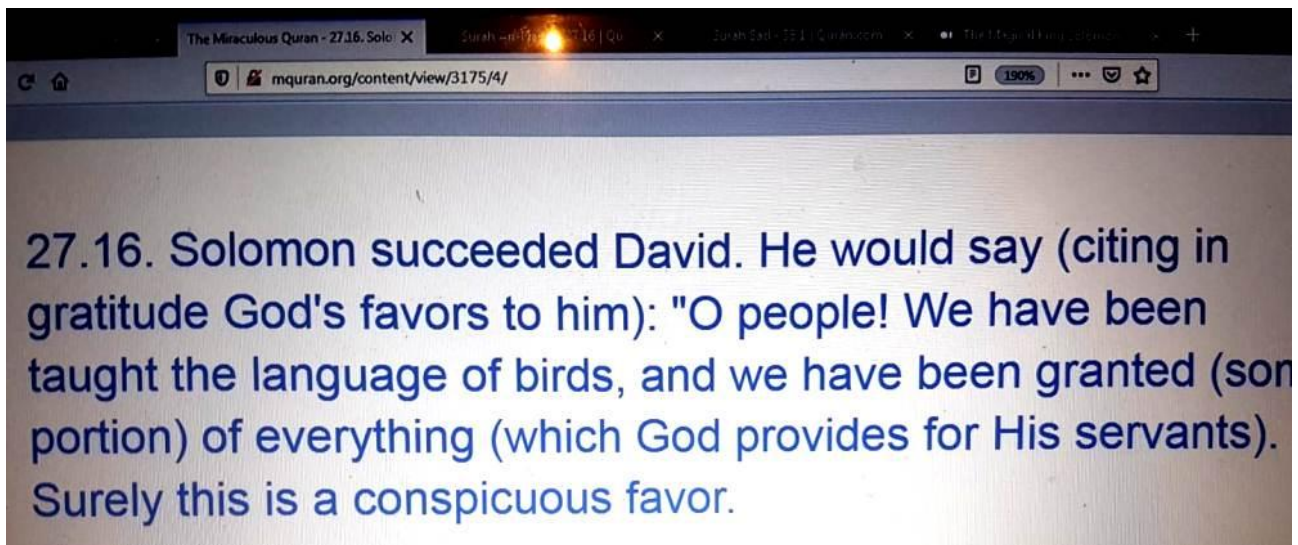 The Miraculous Quran - 27.16. Solo
mquran.org/content/view/3175/4/
190%
27.16. Solomon succeeded David. He would say (citing in
gratitude God's favors to him): "O people! We have been
taught the language of birds, and we have been granted (som
portion) of everything (which God provides for His servants).
Surely this is a conspicuous favor.